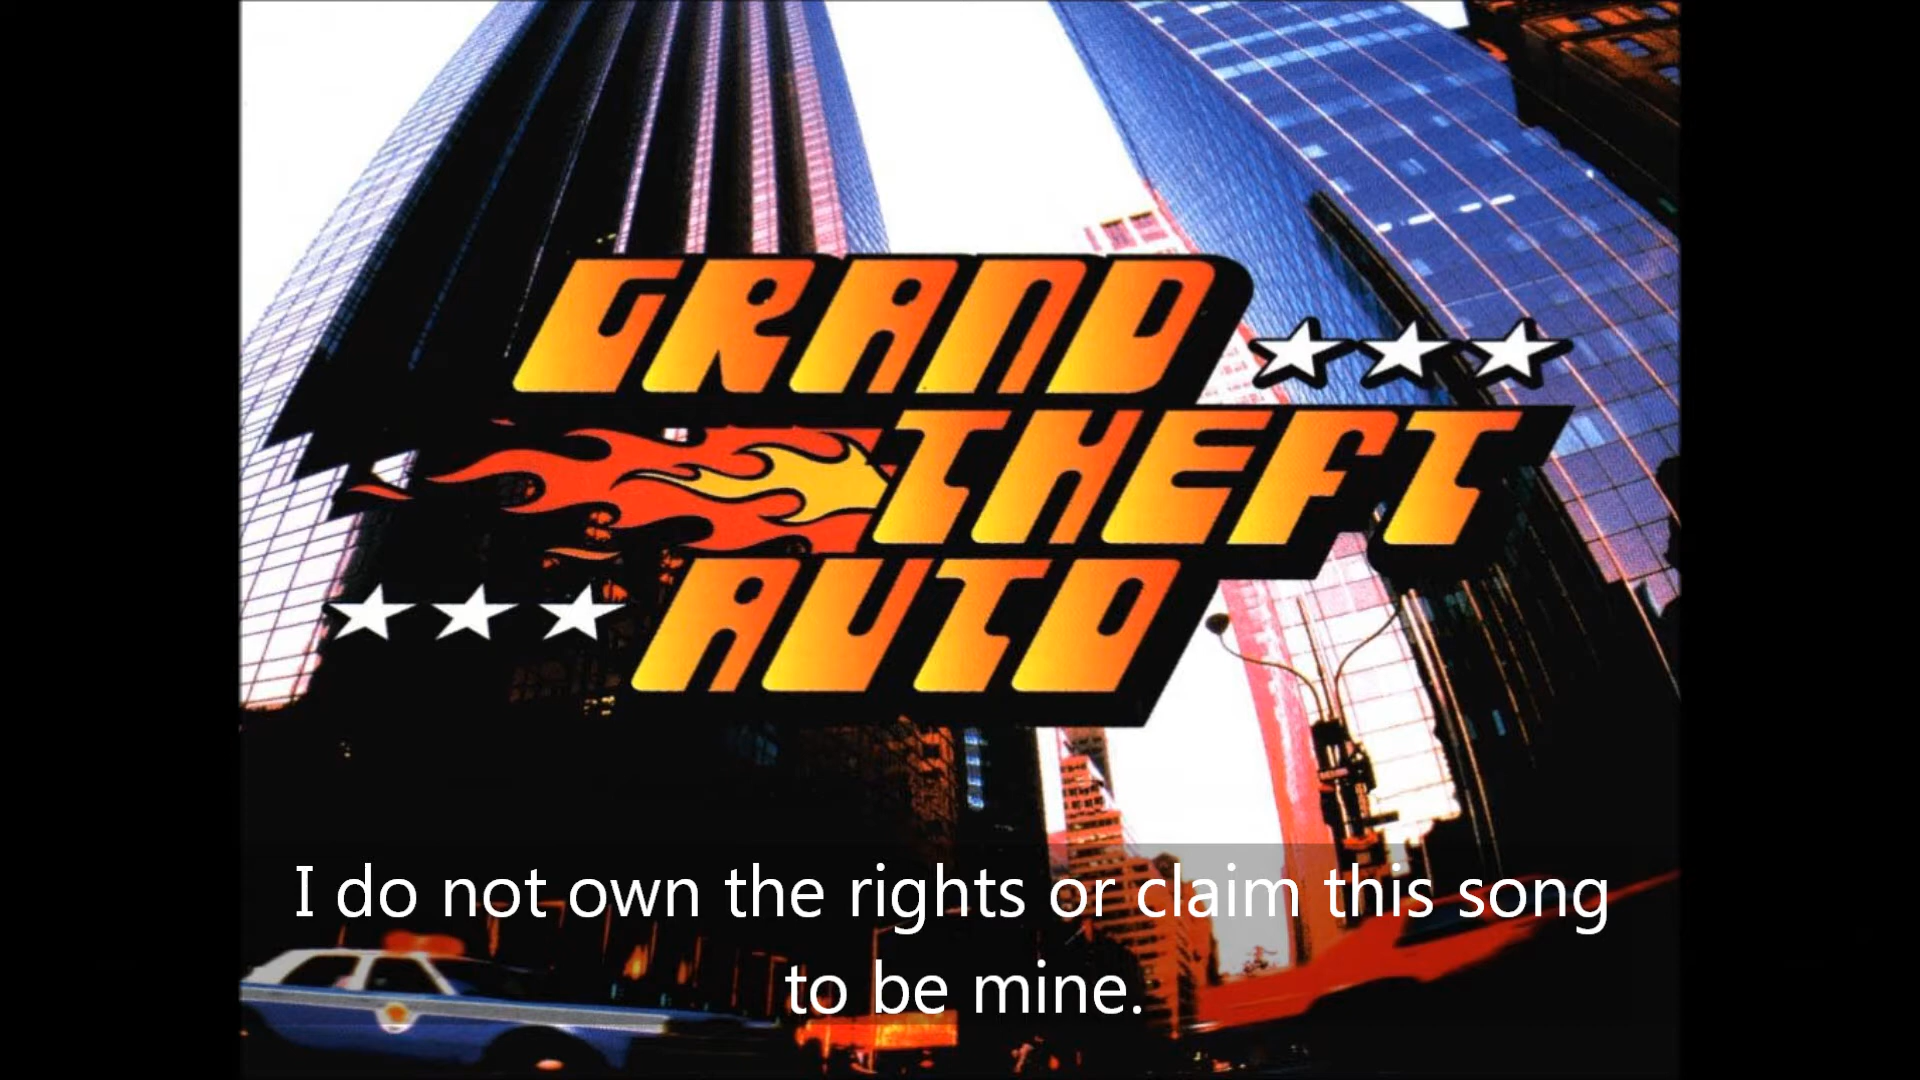 GRAND
THEFT
AUTO
I do not own the rights or claim this song
to be mine.